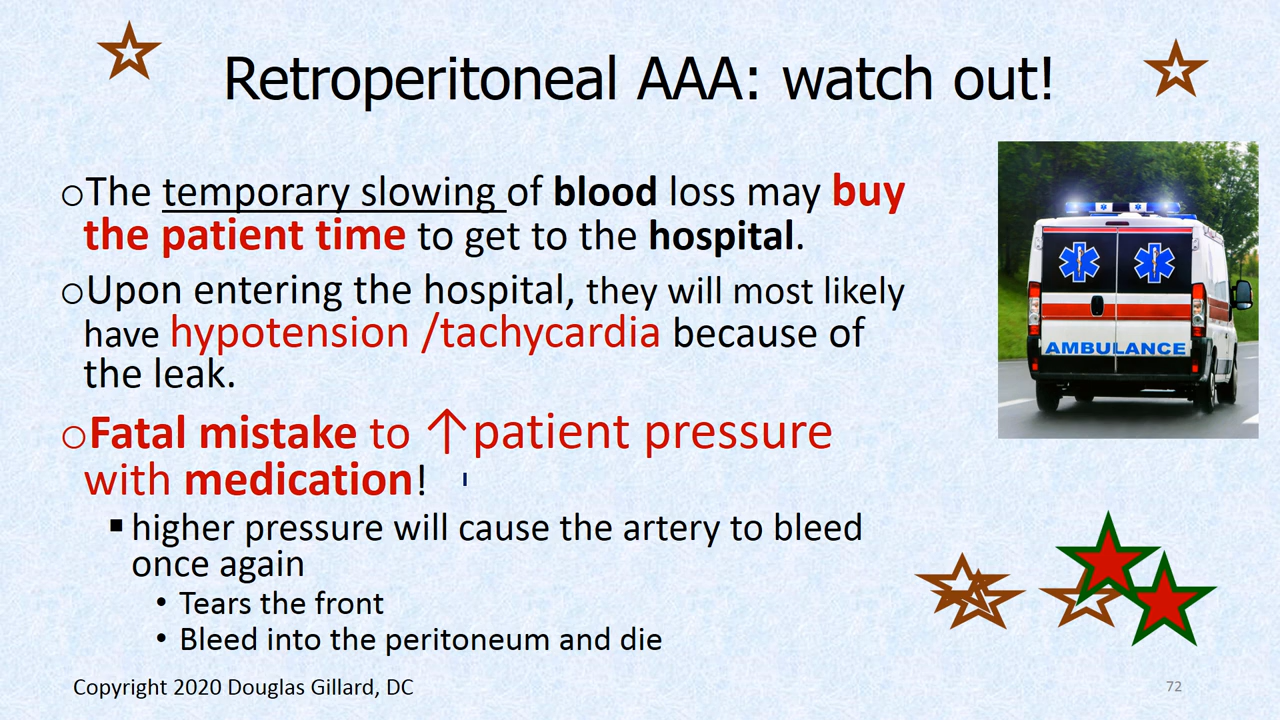 Retroperitoneal AAA: watch out!
○The temporary slowing of blood loss may buy
the patient time to get to the hospital.
○Upon entering the hospital, they will most likely
have hypotension /tachycardia because of
the leak.
○Fatal mistake to ↑patient pressure
with medication!
▪higher pressure will cause the artery to bleed
once again
• Tears the front
• Bleed into the peritoneum and die
AMBULANCE
Copyright 2020 Douglas Gillard, DC
72